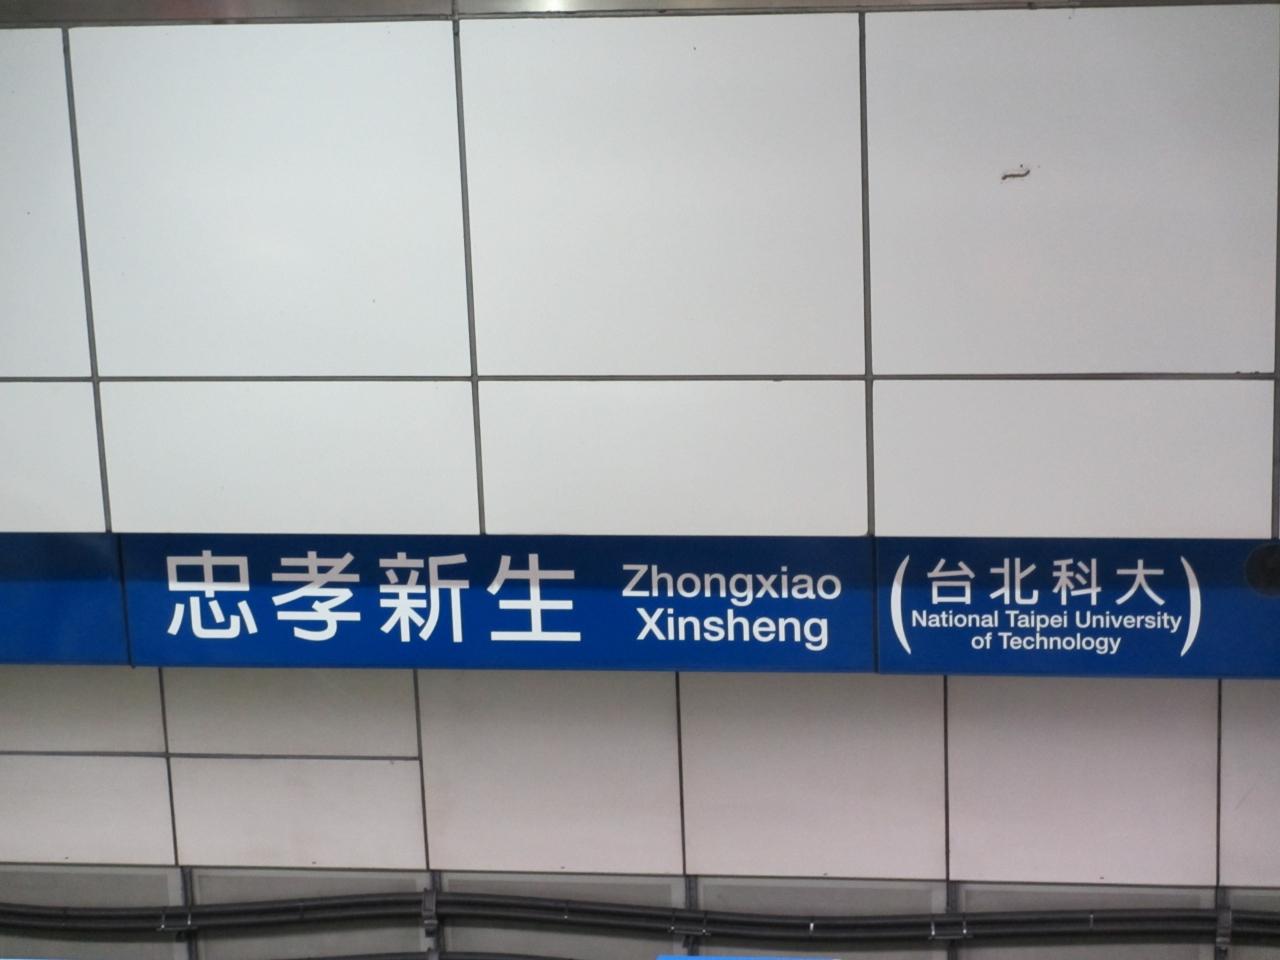 忠孝新生
Zhongxiao
Xinsheng
(台北科大
National Taipei University
of Technology)